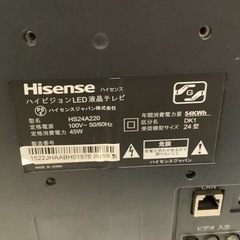 Hisense ハイセンス
ハイビジョンLED液晶テレビ
ハイセンスジャパン株式会社
形名 HS24A220
定格電源 100V~ 50/60Hz
定格消費電力 45W
年間消費電力量 54KWh
区分名 DK1
受信機型サイズ 24型
製造番号
危険
ハイセンスジャパン
MADE IN CHINA
LAN
ビデオ入力